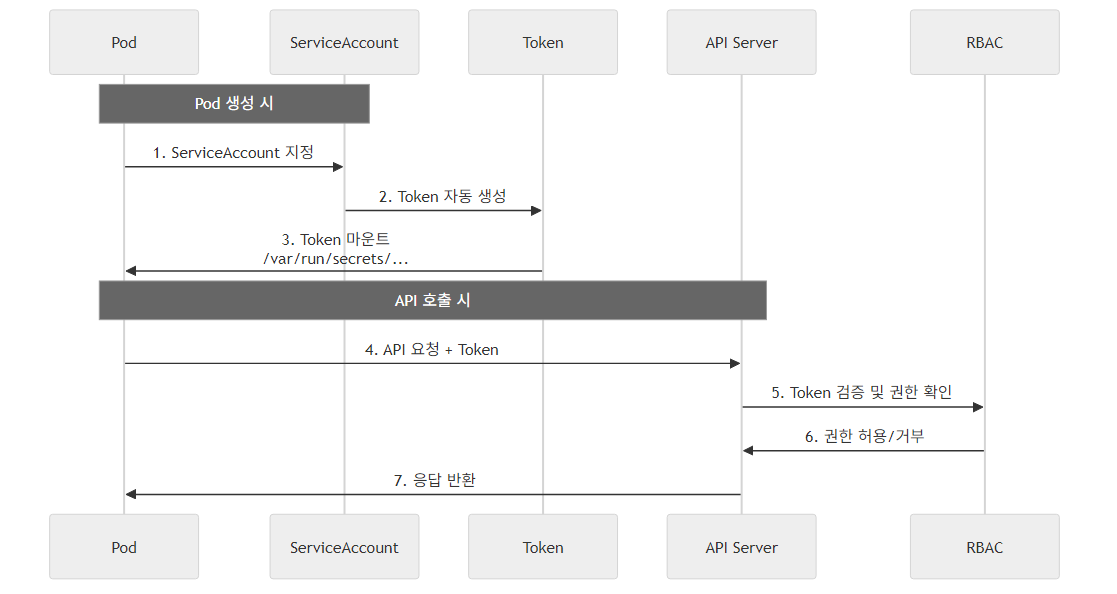 Pod
ServiceAccount
Token
API Server
RBAC
Pod 생성 시
1. ServiceAccount 지정
2. Token 자동 생성
3. Token 마운트
/var/run/secrets/...
API 호출 시
4. API 요청 + Token
5. Token 검증 및 권한 확인
6. 권한 허용/거부
7. 응답 반환
Pod
ServiceAccount
Token
API Server
RBAC